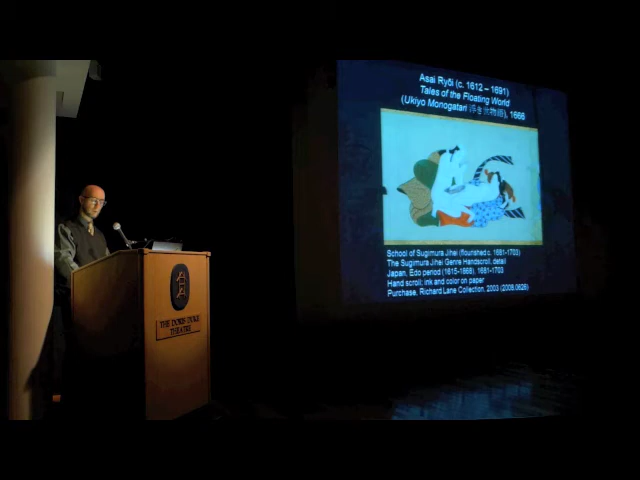 Asai Ryōi (c. 1612 – 1691)
Tales of the Floating World
(Ukiyo Monogatari 浮き世物語), 1666
School of Sugimura Jihei (flourished c. 1681-1703)
The Sugimura Jihei Genre Handscroll, detail
Japan, Edo period (1615-1868), 1681-1703
Hand scroll; ink and color on paper
Purchase, Richard Lane Collection, 2003 (2008.0626)
THE DORIS DUKE
THEATRE